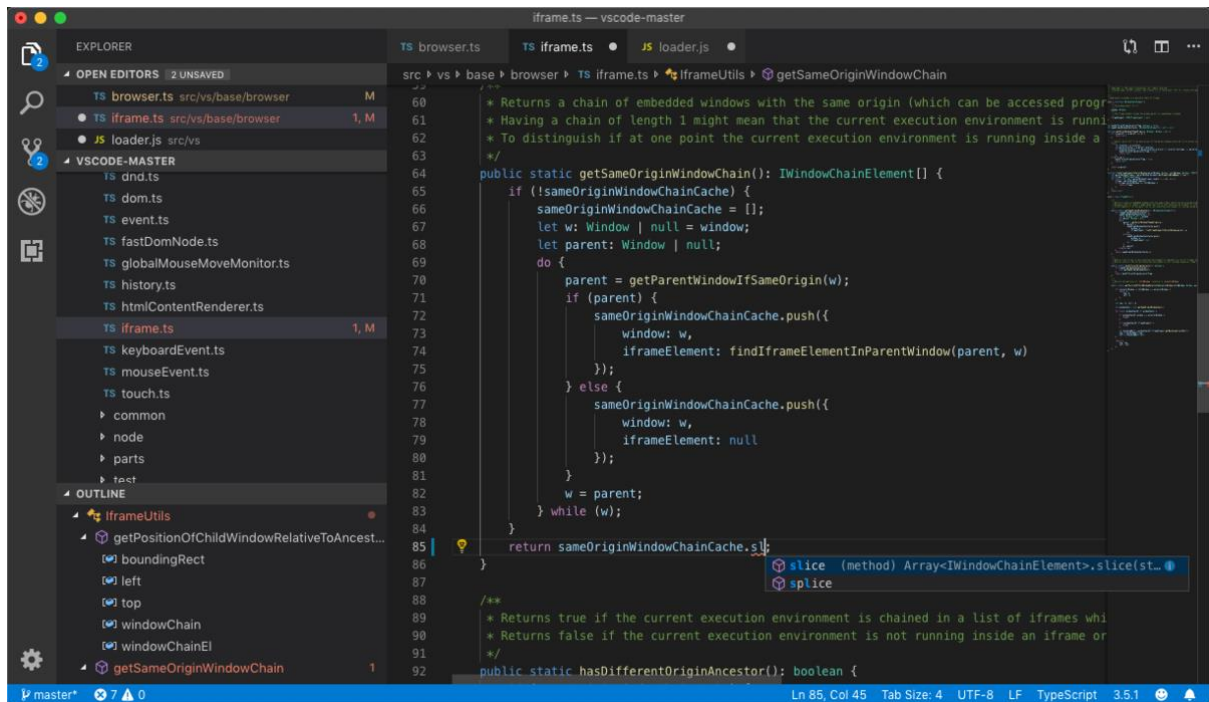 iframe.ts — vscode-master
EXPLORER
OPEN EDITORS 2 UNSAVED
TS browser.ts src/vs/base/browser M
TS iframe.ts src/vs/base/browser 1, M
JS loader.js src/vs
VSCODE-MASTER
TS dnd.ts
TS dom.ts
TS event.ts
TS fastDomNode.ts
TS globalMouseMoveMonitor.ts
TS history.ts
TS htmlContentRenderer.ts
TS iframe.ts 1, M
TS keyboardEvent.ts
TS mouseEvent.ts
TS touch.ts
common
node
parts
test
OUTLINE
IframeUtils
getPositionOfChildWindowRelativeToAncest...
boundingRect
left
top
windowChain
windowChainEl
getSameOriginWindowChain 1
2
2
TS browser.ts TS iframe.ts JS loader.js
src vs base browser TS iframe.ts IframeUtils getSameOriginWindowChain
59 /**
60 * Returns a chain of embedded windows with the same origin (which can be accessed progr
61 * Having a chain of length 1 might mean that the current execution environment is runni
62 * To distinguish if at one point the current execution environment is running inside a
63 */
64 public static getSameOriginWindowChain(): IWindowChainElement[] {
65 if (!sameOriginWindowChainCache) {
66 sameOriginWindowChainCache = [];
67 let w: Window | null = window;
68 let parent: Window | null;
69 do {
70 parent = getParentWindowIfSameOrigin(w);
71 if (parent) {
72 sameOriginWindowChainCache.push({
73 window: w,
74 iframeElement: findIframeElementInParentWindow(parent, w)
75 });
76 } else {
77 sameOriginWindowChainCache.push({
78 window: w,
79 iframeElement: null
80 });
81 }
82 w = parent;
83 } while (w);
84 }
85 return sameOriginWindowChainCache.sl;
slice (method) Array<IWindowChainElement>.slice(st...
splice
86 }
87
88 /**
89 * Returns true if the current execution environment is chained in a list of iframes whi
90 * Returns false if the current execution environment is not running inside an iframe or
91 */
92 public static hasDifferentOriginAncestor(): boolean {
master* 7 0 Ln 85, Col 45 Tab Size: 4 UTF-8 LF TypeScript 3.5.1